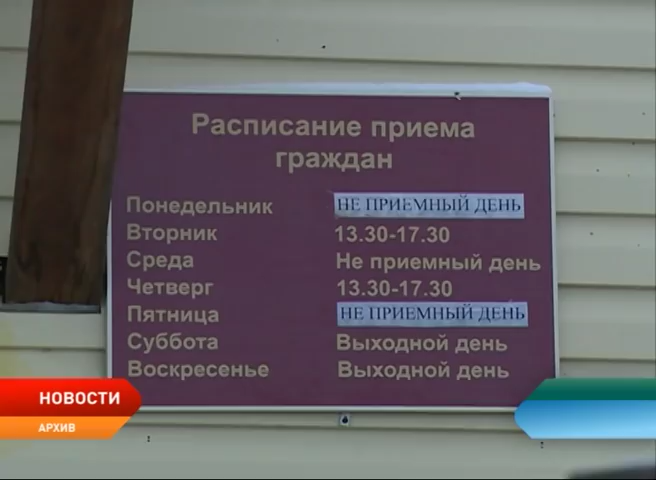 Расписание приема
граждан
Понедельник НЕ ПРИЕМНЫЙ ДЕНЬ
Вторник 13.30-17.30
Среда Не приемный день
Четверг 13.30-17.30
Пятница НЕ ПРИЕМНЫЙ ДЕНЬ
Суббота Выходной день
Воскресенье Выходной день
НОВОСТИ
АРХИВ